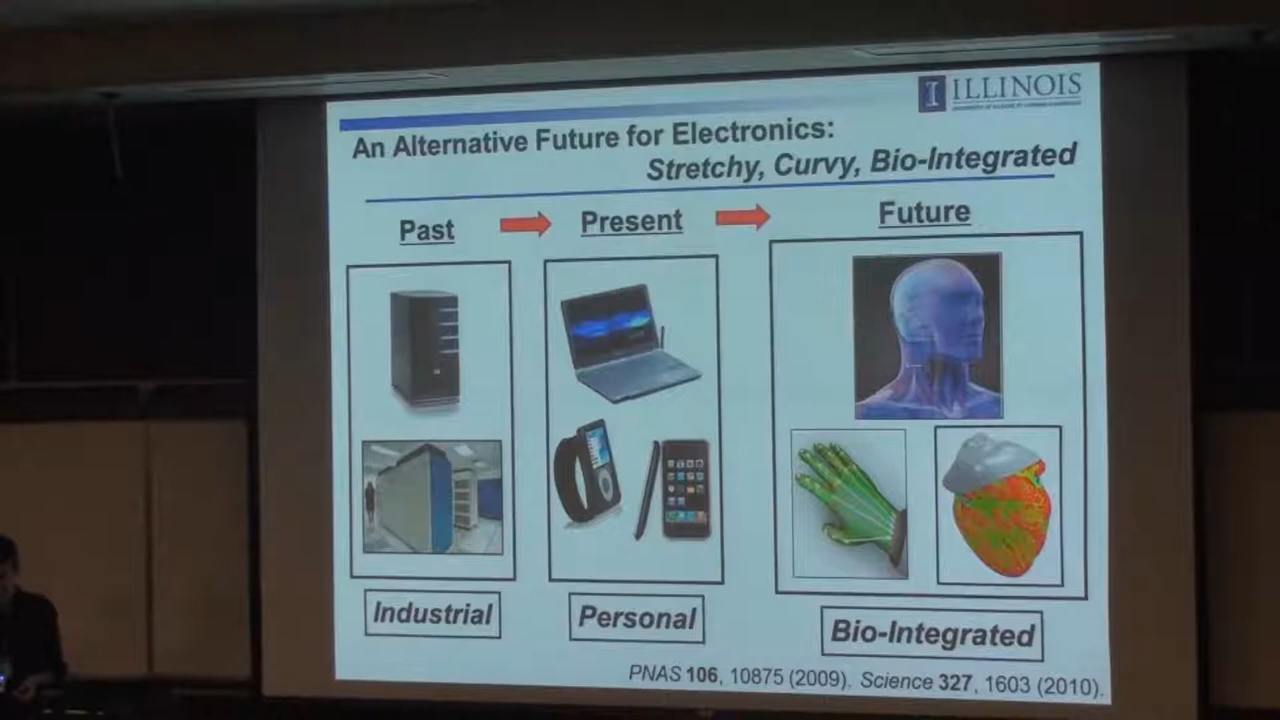 ILLINOIS
An Alternative Future for Electronics:
Stretchy, Curvy, Bio-Integrated
Past
Present
Future
Industrial
Personal
Bio-Integrated
PNAS 106, 10875 (2009). Science 327, 1603 (2010).